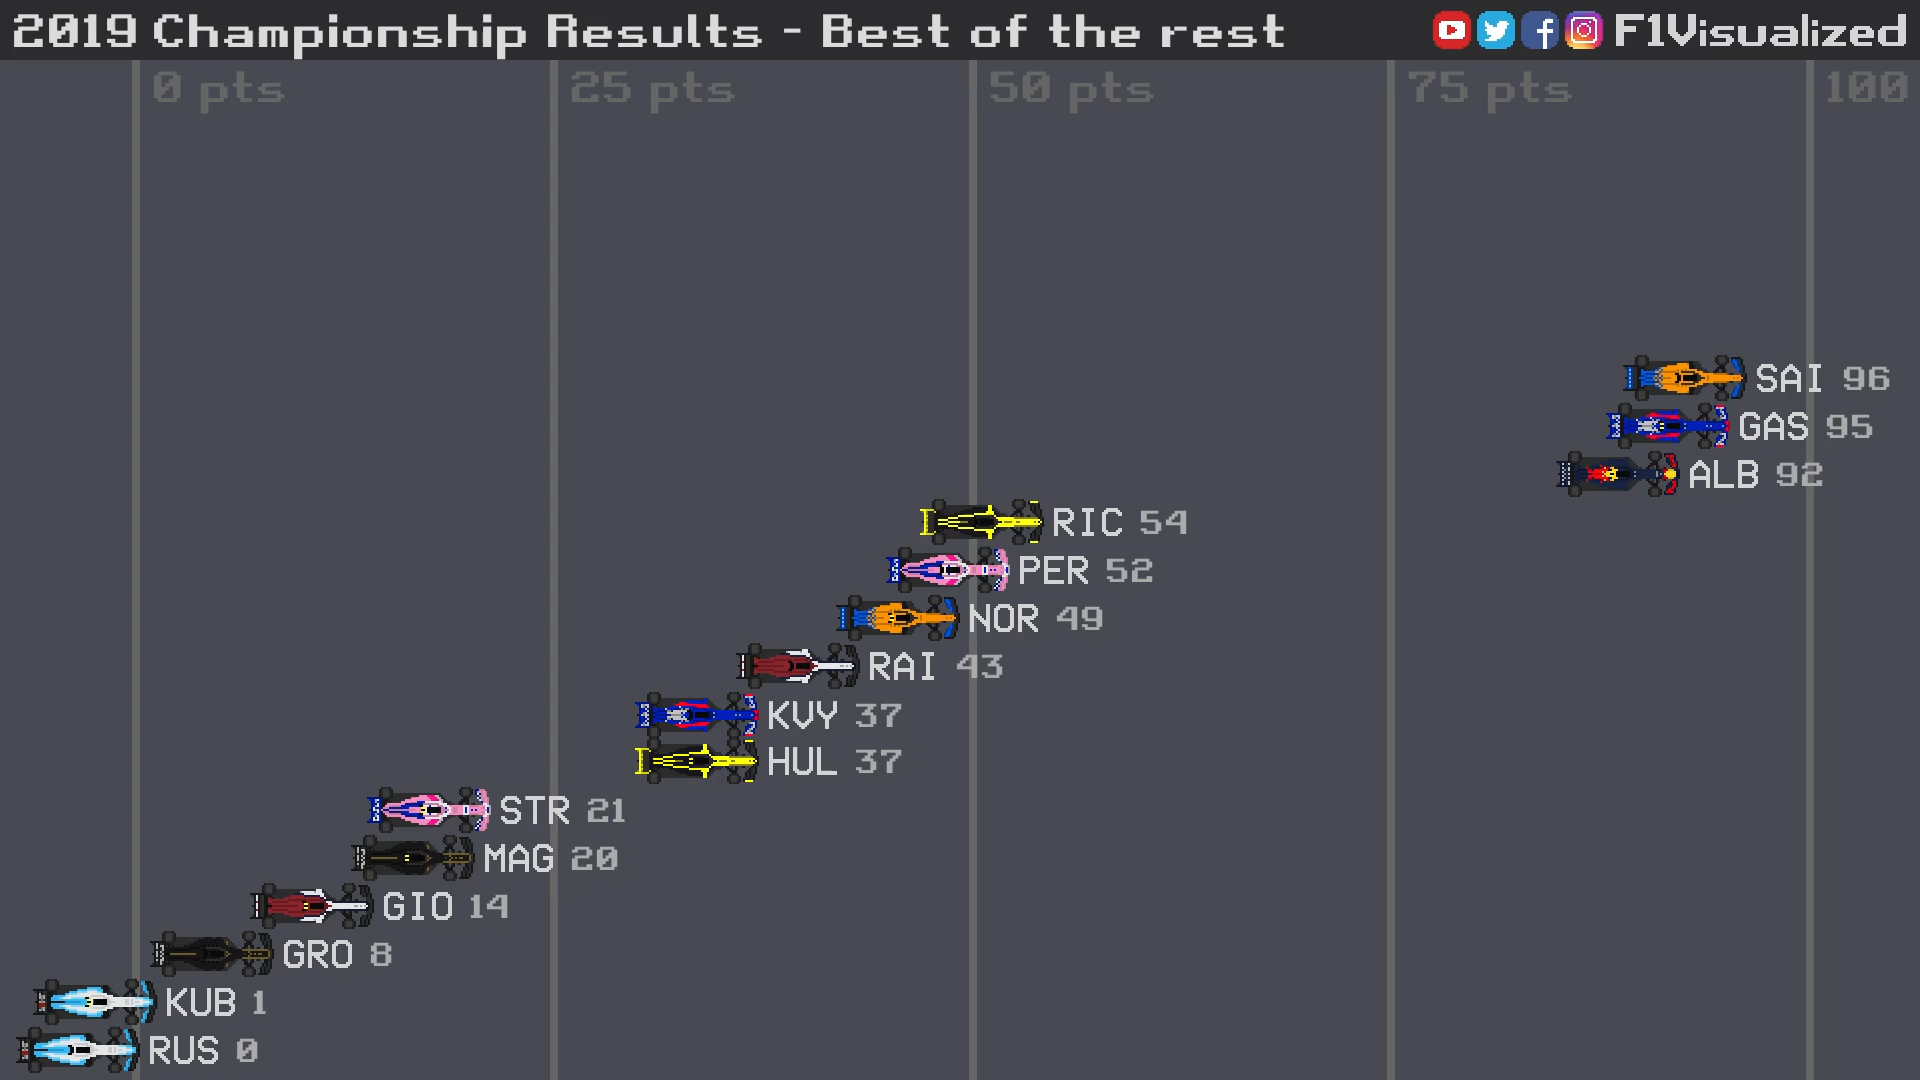 2019 Championship Results - Best of the rest
F1Visualized
0 pts 25 pts 50 pts 75 pts 100
SAI 96
GAS 95
ALB 92
RIC 54
PER 52
NOR 49
RAI 43
KVY 37
HUL 37
STR 21
MAG 20
GIO 14
GRO 8
KUB 1
RUS 0